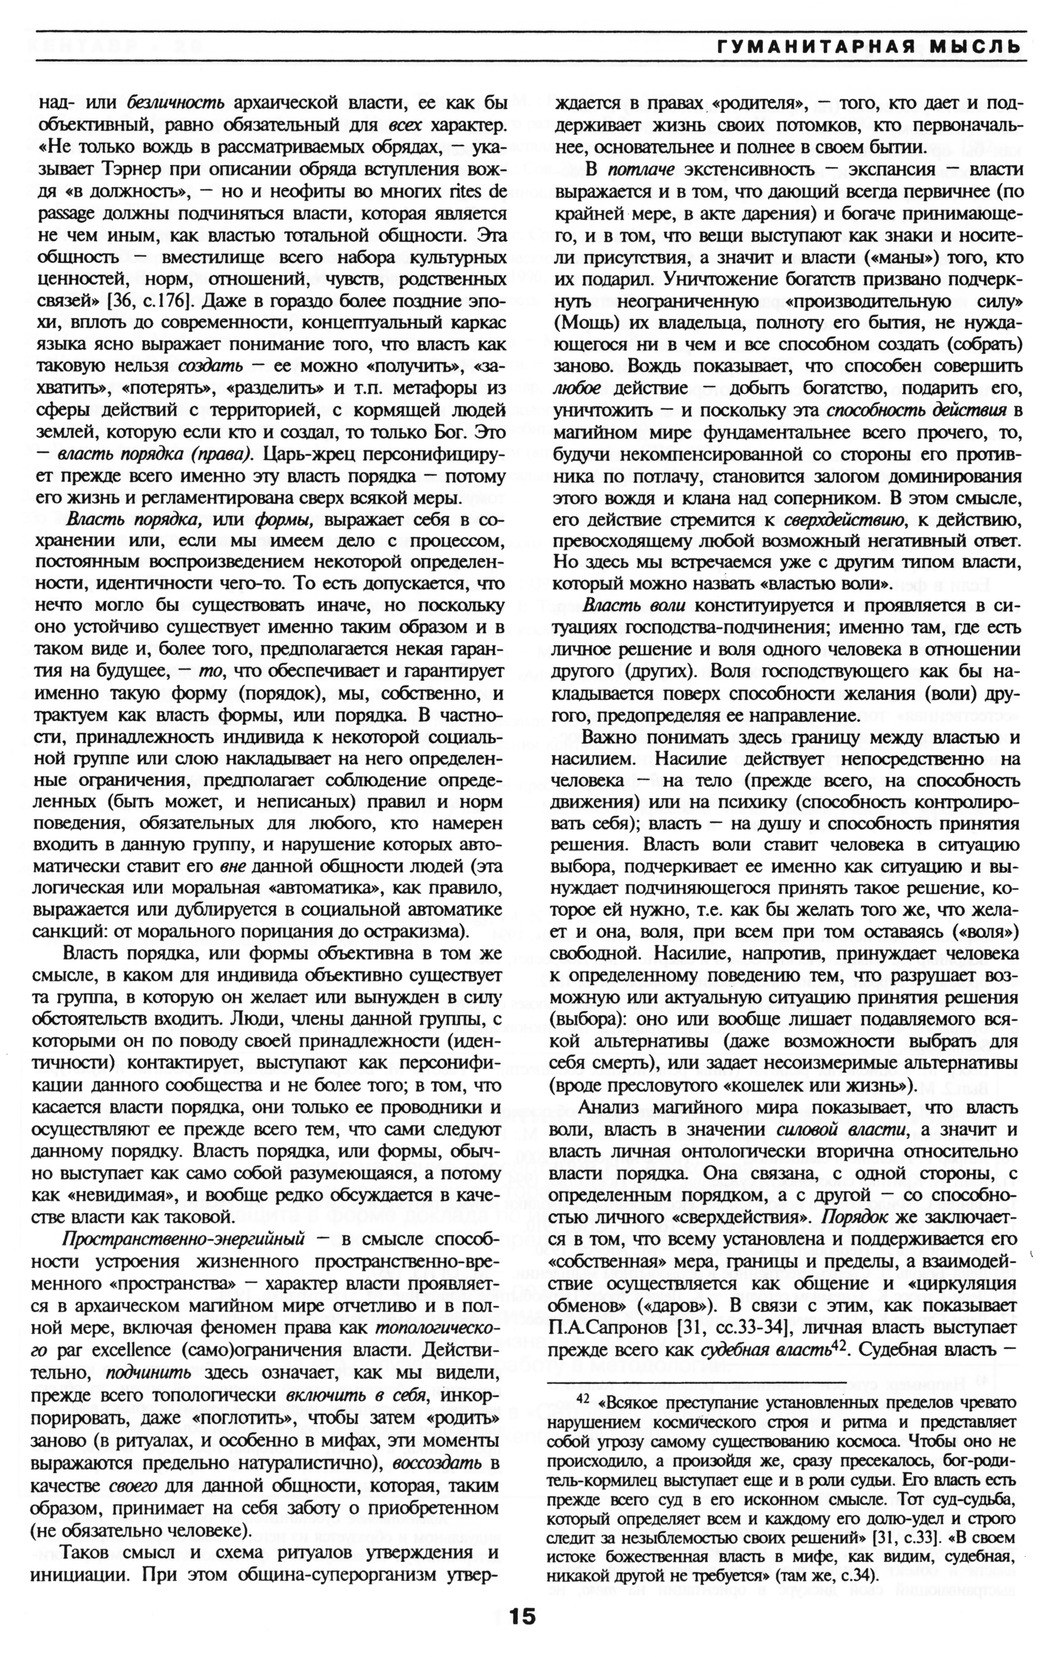 ГУМАНИТАРНАЯ МЫСЛЬ
над- или безличность архаической власти, ее как бы
объективный, равно обязательный для всех характер.
«Не только вождь в рассматриваемых обрядах, — ука-
зывает Тэрнер при описании обряда вступления вож-
дя «в должность», — но и неофиты во многих rites de
passage должны подчиняться власти, которая является
не чем иным, как властью тотальной общности. Эта
общность — вместилище всего набора культурных
ценностей, норм, отношений, чувств, родственных
связей» [36, с.176]. Даже в гораздо более поздние эпо-
хи, вплоть до современности, концептуальный каркас
языка ясно выражает понимание того, что власть как
таковую нельзя создать — ее можно «получить», «за-
хватить», «потерять», «разделить» и т.п. метафоры из
сферы действий с территорией, с кормящей людей
землей, которую если кто и создал, то только Бог. Это
— власть порядка (права). Царь-жрец персонифициру-
ет прежде всего именно эту власть порядка — потому
его жизнь и регламентирована сверх всякой меры.
Власть порядка, или формы, выражает себя в со-
хранении или, если мы имеем дело с процессом,
постоянным воспроизведением некоторой определен-
ности, идентичности чего-то. То есть допускается, что
нечто могло бы существовать иначе, но поскольку
оно устойчиво существует именно таким образом и в
таком виде и, более того, предполагается некая гаран-
тия на будущее, — то, что обеспечивает и гарантирует
именно такую форму (порядок), мы, собственно, и
трактуем как власть формы, или порядка. В частно-
сти, принадлежность индивида к некоторой социаль-
ной группе или слою накладывает на него определен-
ные ограничения, предполагает соблюдение опреде-
ленных (быть может, и неписаных) правил и норм
поведения, обязательных для любого, кто намерен
входить в данную группу, и нарушение которых авто-
матически ставит его вне данной общности людей (эта
логическая или моральная «автоматика», как правило,
выражается или дублируется в социальной автоматике
санкций: от морального порицания до остракизма).
Власть порядка, или формы объективна в том же
смысле, в каком для индивида объективно существует
та группа, в которую он желает или вынужден в силу
обстоятельств входить. Люди, члены данной группы, с
которыми он по поводу своей принадлежности (иден-
тичности) контактирует, выступают как персонифи-
кации данного сообщества и не более того; в том, что
касается власти порядка, они только ее проводники и
осуществляют ее прежде всего тем, что сами следуют
данному порядку. Власть порядка, или формы, обыч-
но выступает как само собой разумеющаяся, а потому
как «невидимая», и вообще редко обсуждается в каче-
стве власти как таковой.
Пространственно-энергийный — в смысле способ-
ности устроения жизненного пространственно-вре-
менного «пространства» — характер власти проявляет-
ся в архаическом магийном мире отчетливо и в пол-
ной мере, включая феномен права как топологическо-
го par excellence (само)ограничения власти. Действи-
тельно, подчинить здесь означает, как мы видели,
прежде всего топологически включить в себя, инкор-
порировать, даже «поглотить», чтобы затем «родить»
заново (в ритуалах, и особенно в мифах, эти моменты
выражаются предельно натуралистично), воссоздать в
качестве своего для данной общности, которая, таким
образом, принимает на себя заботу о приобретенном
(не обязательно человеке).
Таков смысл и схема ритуалов утверждения и
инициации. При этом община-суперорганизм утвер-
ждается в правах «родителя», — того, кто дает и под-
держивает жизнь своих потомков, кто первоначаль-
нее, основательнее и полнее в своем бытии.
В потлаче экстенсивность — экспансия — власти
выражается и в том, что дающий всегда первичнее (по
крайней мере, в акте дарения) и богаче принимающе-
го, и в том, что вещи выступают как знаки и носите-
ли присутствия, а значит и власти («маны») того, кто
их подарил. Уничтожение богатств призвано подчерк-
нуть неограниченную «производительную силу»
(Мощь) их владельца, полноту его бытия, не нужда-
ющегося ни в чем и все способном создать (собрать)
заново. Вождь показывает, что способен совершить
любое действие — добыть богатство, подарить его,
уничтожить — и поскольку эта способность действия в
магийном мире фундаментальнее всего прочего, то,
будучи некомпенсированной со стороны его против-
ника по потлачу, становится залогом доминирования
этого вождя и клана над соперником. В этом смысле,
его действие стремится к сверхдействию, к действию,
превосходящему любой возможный негативный ответ.
Но здесь мы встречаемся уже с другим типом власти,
который можно назвать «властью воли».
Власть воли конституируется и проявляется в си-
туациях господства-подчинения; именно там, где есть
личное решение и воля одного человека в отношении
другого (других). Воля господствующего как бы на-
кладывается поверх способности желания (воли) дру-
гого, предопределяя ее направление.
Важно понимать здесь границу между властью и
насилием. Насилие действует непосредственно на
человека — на тело (прежде всего, на способность
движения) или на психику (способность контролиро-
вать себя); власть — на душу и способность принятия
решения. Власть воли ставит человека в ситуацию
выбора, подчеркивает ее именно как ситуацию и вы-
нуждает подчиняющегося принять такое решение, ко-
торое ей нужно, т.е. как бы желать того же, что жела-
ет и она, воля, при всем при том оставаясь («воля»)
свободной. Насилие, напротив, принуждает человека
к определенному поведению тем, что разрушает воз-
можную или актуальную ситуацию принятия решения
(выбора): оно или вообще лишает подавляемого вся-
кой альтернативы (даже возможности выбрать для
себя смерть), или задает несоизмеримые альтернативы
(вроде пресловутого «кошелек или жизнь»).
Анализ магийного мира показывает, что власть
воли, власть в значении силовой власти, а значит и
власть личная онтологически вторична относительно
власти порядка. Она связана, с одной стороны, с
определенным порядком, а с другой — со способно-
стью личного «сверхдействия». Порядок же заключает-
ся в том, что всему установлена и поддерживается его
«собственная» мера, границы и пределы, а взаимодей-
ствие осуществляется как общение и «циркуляция
обменов» («даров»). В связи с этим, как показывает
П.А.Сапронов [31, сс.33-34], личная власть выступает
прежде всего как судебная власть42. Судебная власть —
42 «Всякое преступание установленных пределов чревато
нарушением космического строя и ритма и представляет
собой угрозу самому существованию космоса. Чтобы оно не
происходило, а произойдя же, сразу пресекалось, бог-роди-
тель-кормилец выступает еще и в роли судьи. Его власть есть
прежде всего суд в его исконном смысле. Тот суд-судьба,
который определяет всем и каждому его долю-удел и строго
следит за незыблемостью своих решений» [31, с.33]. «В своем
истоке божественная власть в мифе, как видим, судебная,
никакой другой не требуется» (там же, с.34).
15